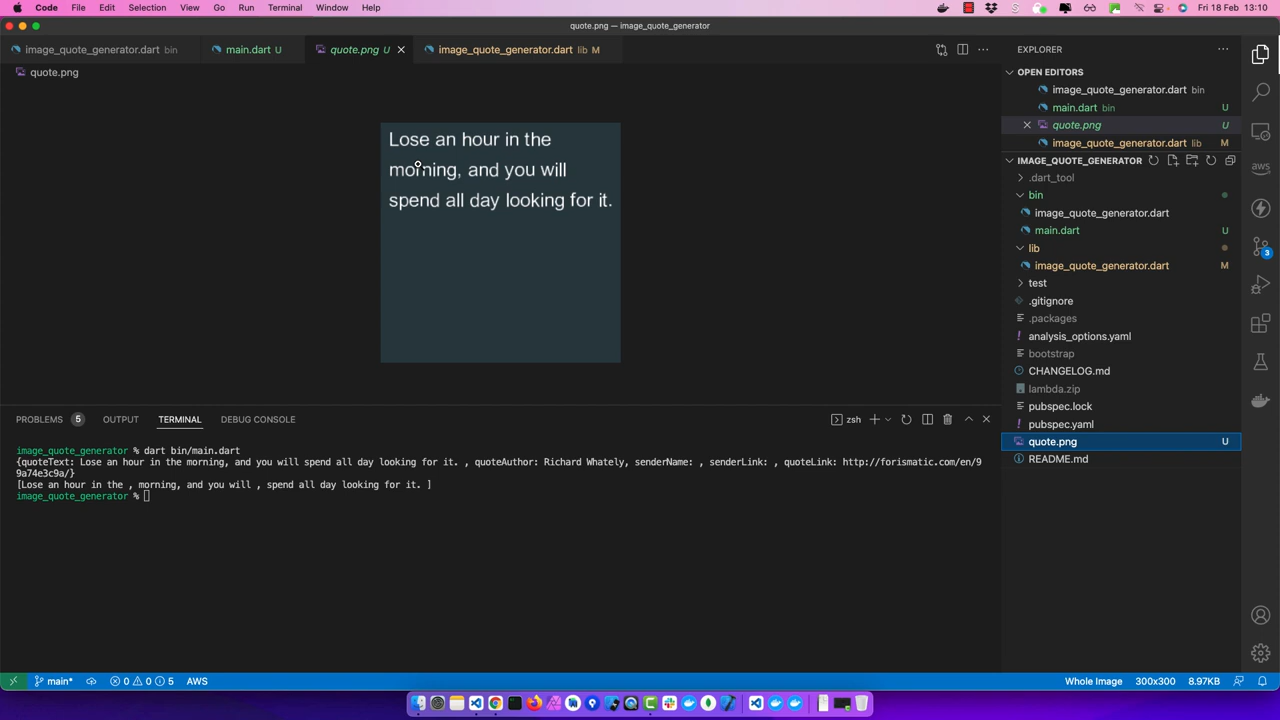 Code File Edit Selection View Go Run Terminal Window Help Fri 18 Feb 13:10
quote.png — image_quote_generator
image_quote_generator.dart bin main.dart U quote.png U image_quote_generator.dart lib M
quote.png
Lose an hour in the
morning, and you will
spend all day looking for it.
EXPLORER
OPEN EDITORS
image_quote_generator.dart bin
main.dart bin U
quote.png U
image_quote_generator.dart lib M
IMAGE_QUOTE_GENERATOR
.dart_tool
bin
image_quote_generator.dart
main.dart U
lib
image_quote_generator.dart M
test
.gitignore
.packages
analysis_options.yaml
bootstrap
CHANGELOG.md
lambda.zip
pubspec.lock
pubspec.yaml
quote.png U
README.md
aws
3
PROBLEMS 5 OUTPUT TERMINAL DEBUG CONSOLE zsh
image_quote_generator % dart bin/main.dart
{quoteText: Lose an hour in the morning, and you will spend all day looking for it. , quoteAuthor: Richard Whately, senderName: , senderLink: , quoteLink: http://forismatic.com/en/9
9a74e3c9a/}
[Lose an hour in the , morning, and you will , spend all day looking for it. ]
image_quote_generator %
main* 0 0 5 AWS Whole Image 300x300 8.97KB